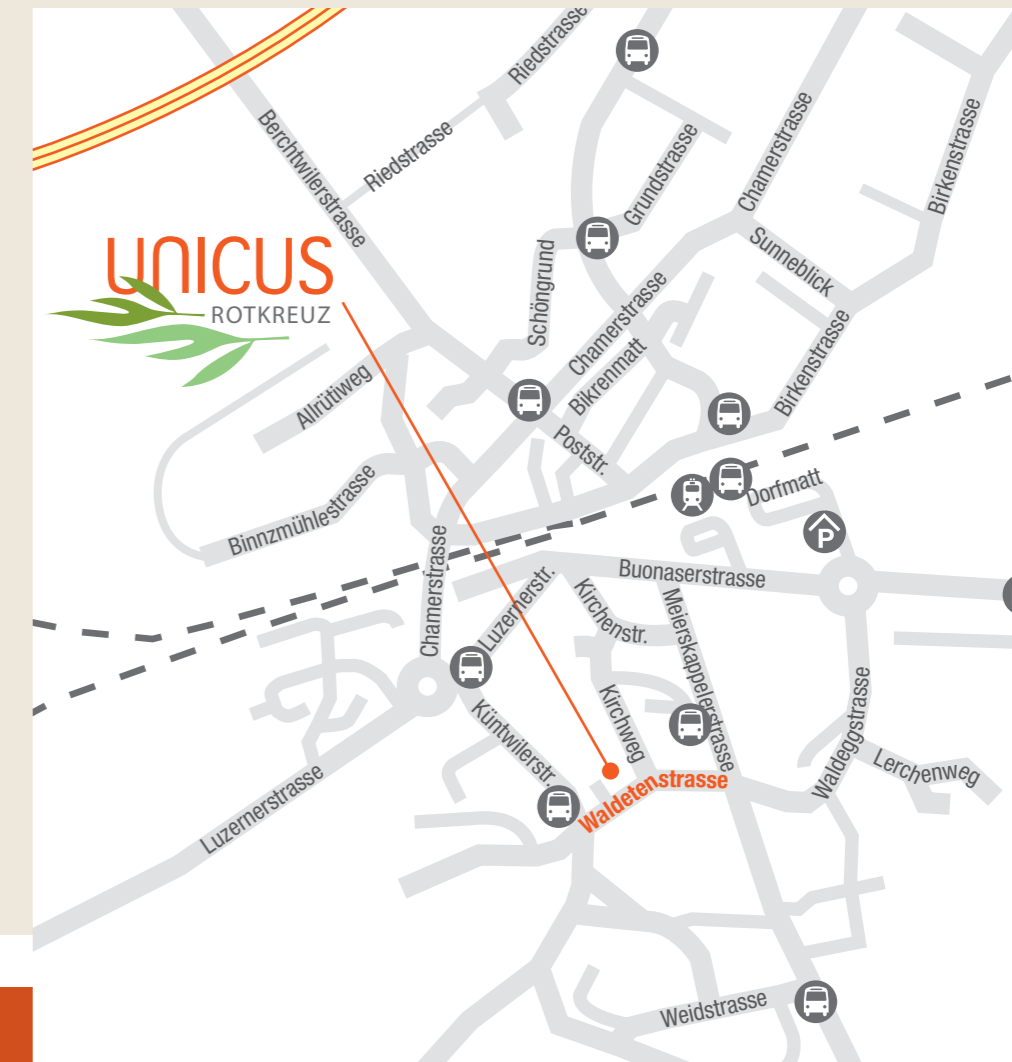 Riedstrasse
Riedstrasse
Berchtwilerstrasse
Grundstrasse
Chamerstrasse
Birkenstrasse
UNICUS
ROTKREUZ
Schöngrund
Sunneblick
Chamerstrasse
Bikrenmatt
Birkenstrasse
Allrütiweg
Poststr.
Binnzmühlestrasse
Dorfmatt
P
Chamerstrasse
Luzernerstr.
Buonaserstrasse
Kirchenstr.
Meierskappelerstrasse
Küntwilerstr.
Kirchweg
Waldeggstrasse
Lerchenweg
Luzernerstrasse
Waldetenstrasse
Weidstrasse